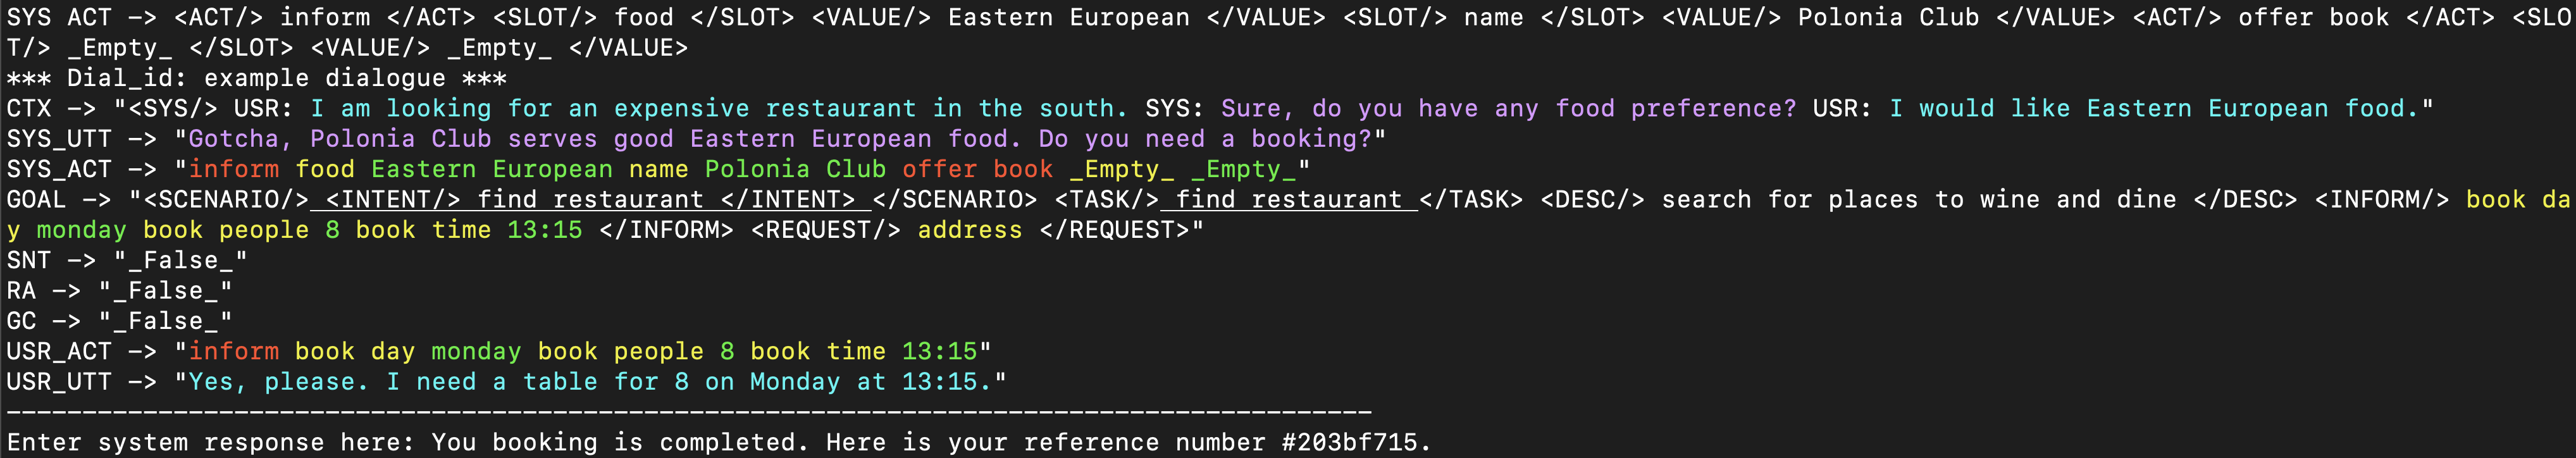 SYS ACT -> <ACT/> inform </ACT> <SLOT/> food </SLOT> <VALUE/> Eastern European </VALUE> <SLOT/> name </SLOT> <VALUE/> Polonia Club </VALUE> <ACT/> offer book </ACT> <SLO
T/> _Empty_ </SLOT> <VALUE/> _Empty_ </VALUE>
*** Dial_id: example dialogue ***
CTX -> "<SYS/> USR: I am looking for an expensive restaurant in the south. SYS: Sure, do you have any food preference? USR: I would like Eastern European food."
SYS_UTT -> "Gotcha, Polonia Club serves good Eastern European food. Do you need a booking?"
SYS_ACT -> "inform food Eastern European name Polonia Club offer book _Empty_ _Empty_"
GOAL -> "<SCENARIO/> <INTENT/> find restaurant </INTENT> </SCENARIO> <TASK/> find restaurant </TASK> <DESC/> search for places to wine and dine </DESC> <INFORM/> book da
y monday book people 8 book time 13:15 </INFORM> <REQUEST/> address </REQUEST>"
SNT -> "_False_"
RA -> "_False_"
GC -> "_False_"
USR_ACT -> "inform book day monday book people 8 book time 13:15"
USR_UTT -> "Yes, please. I need a table for 8 on Monday at 13:15."
------------------------------------------------------------------------------------------
Enter system response here: You booking is completed. Here is your reference number #203bf715.